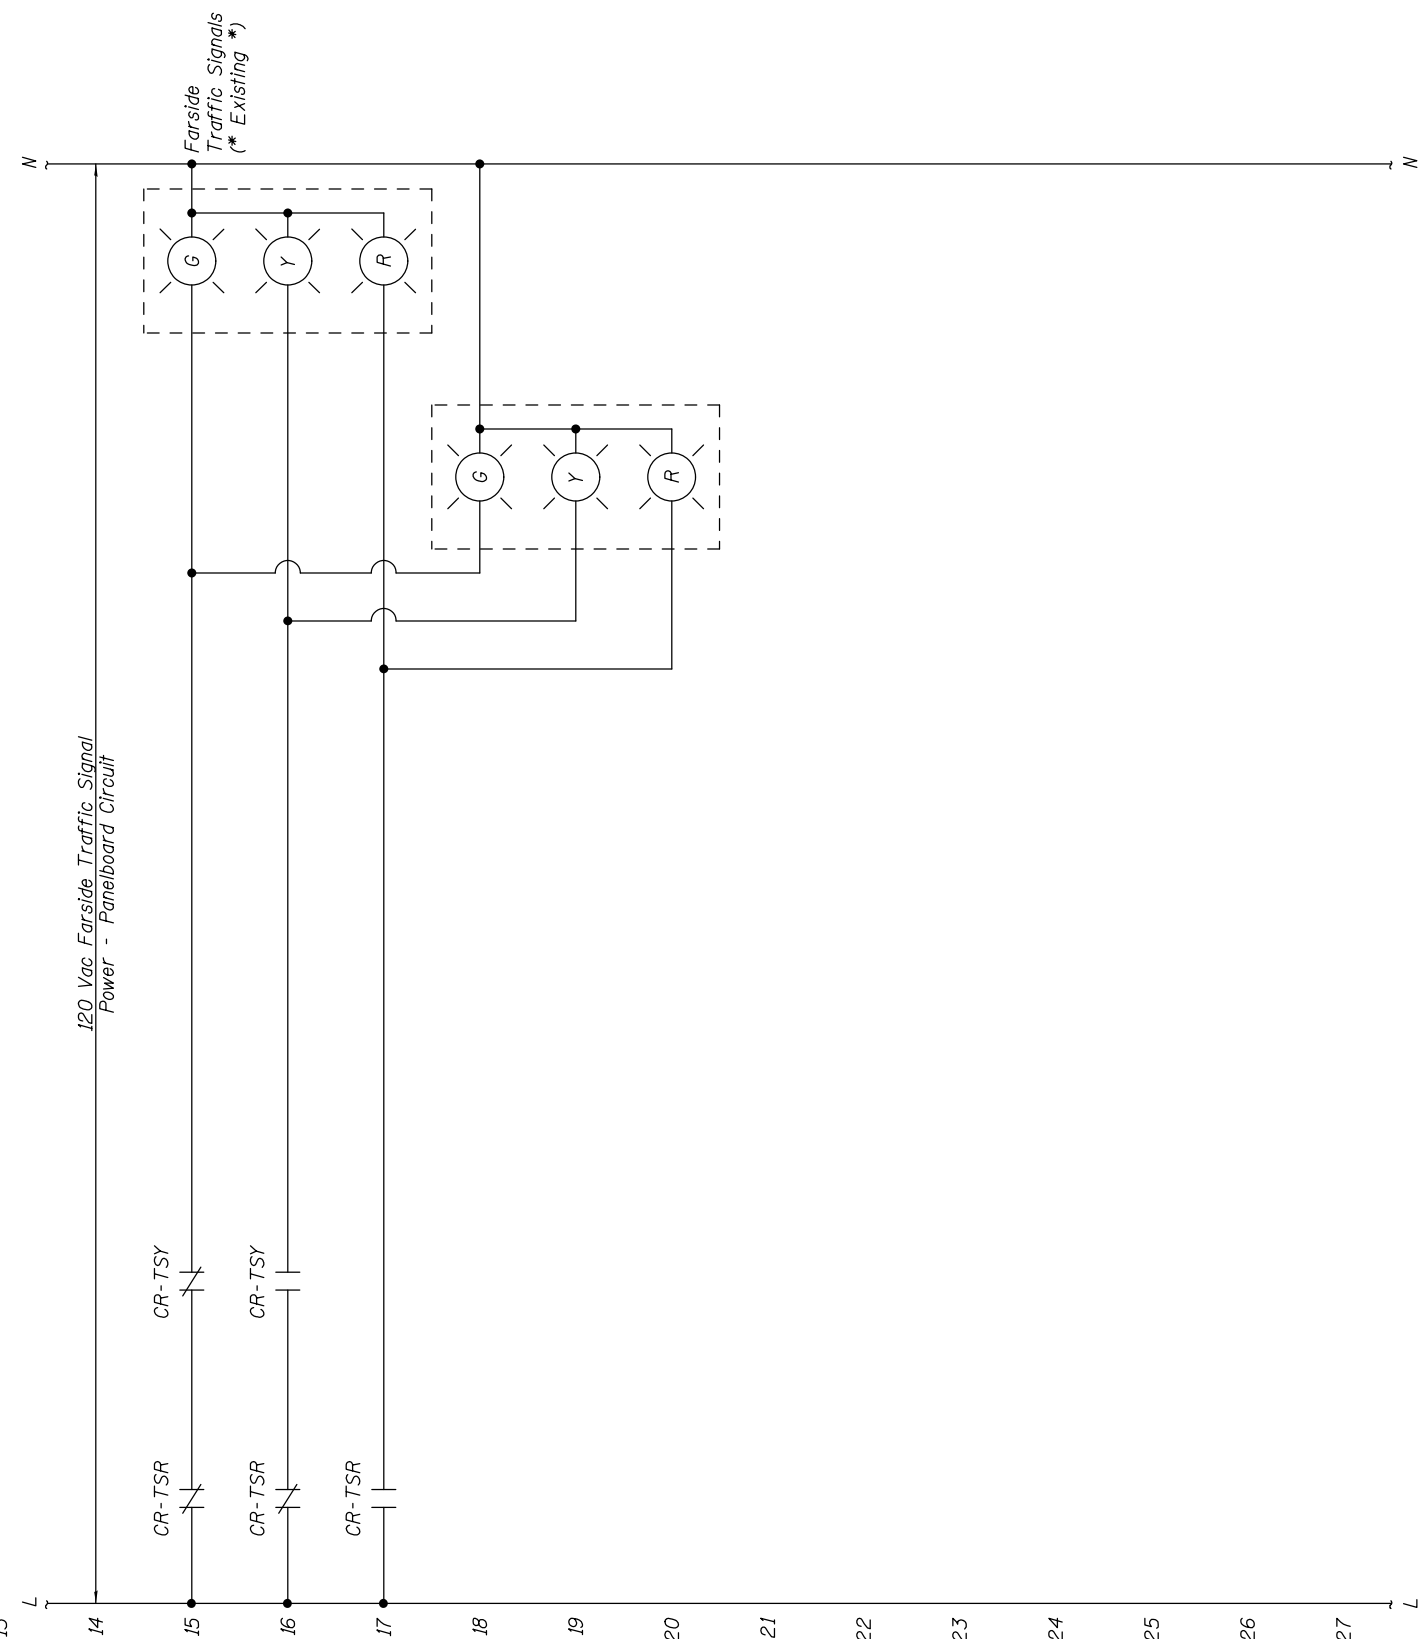 L
N
14
120 Vac Farside Traffic Signal
Power - Panelboard Circuit
15
CR-TSR
CR-TSY
G
Farside
Traffic Signals
(* Existing *)
16
CR-TSR
CR-TSY
Y
17
CR-TSR
R
18
G
19
Y
20
R
21
22
23
24
25
26
27
L
N